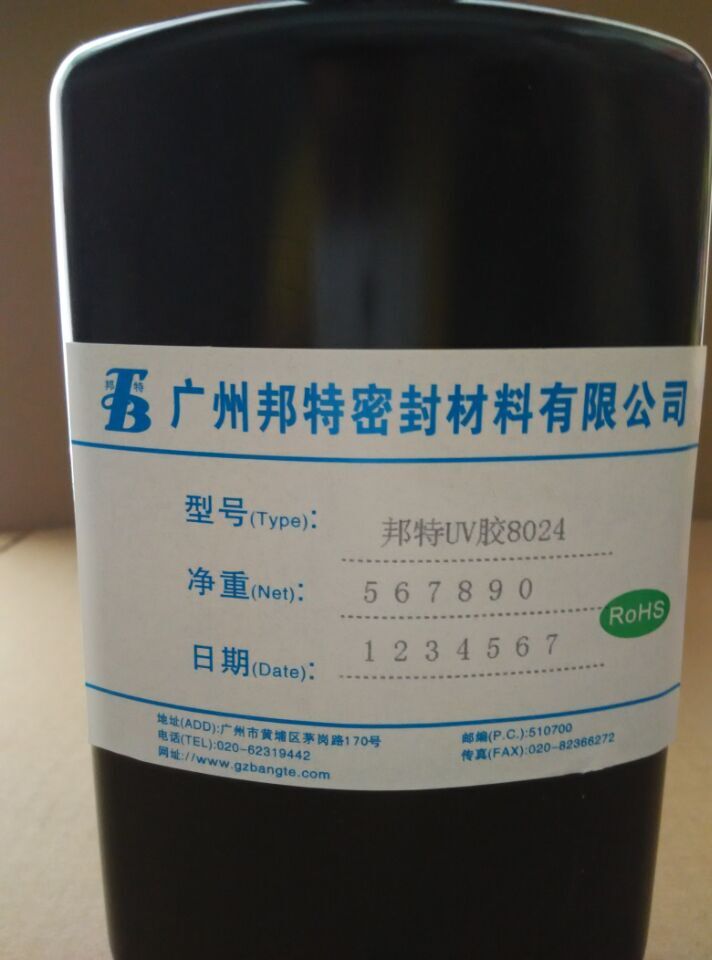 邦 特
TB
广州邦特密封材料有限公司
型号(Type): 邦特UV胶8024
净重(Net): 567890
RoHS
日期(Date): 1234567
地址(ADD):广州市黄埔区茅岗路170号 邮编(P.C.):510700
电话(TEL):020-62319442 传真(FAX):020-82366272
网址://www.gzbangte.com